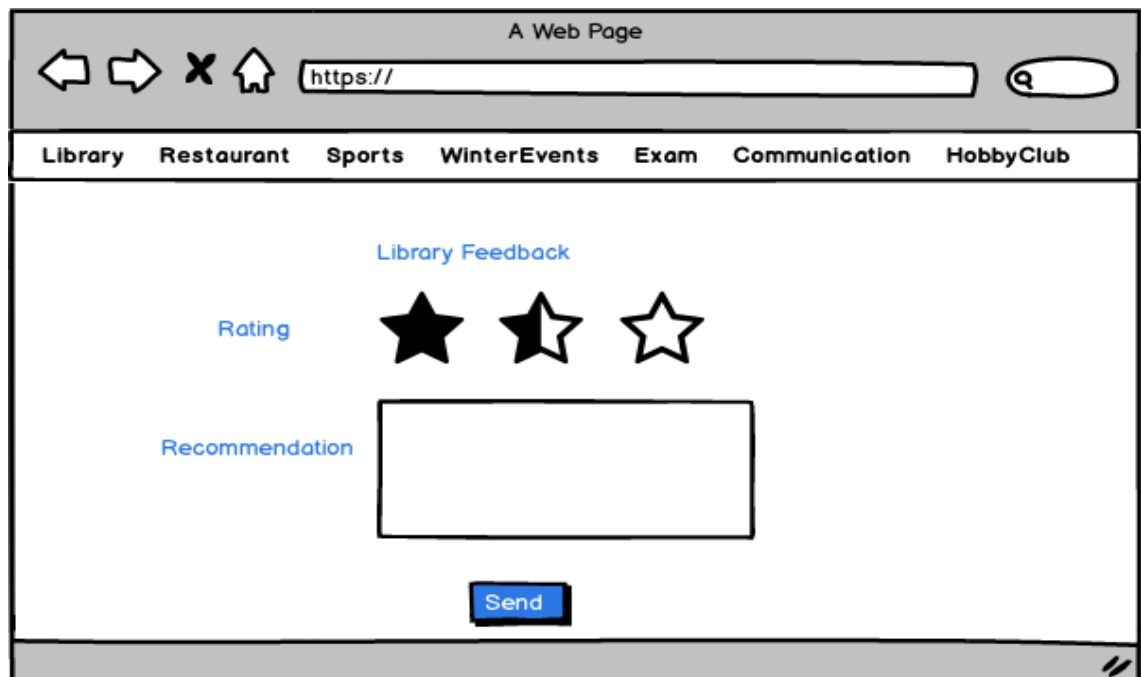 A Web Page
https://
Library Restaurant Sports WinterEvents Exam Communication HobbyClub
Library Feedback
Rating
Recommendation
Send